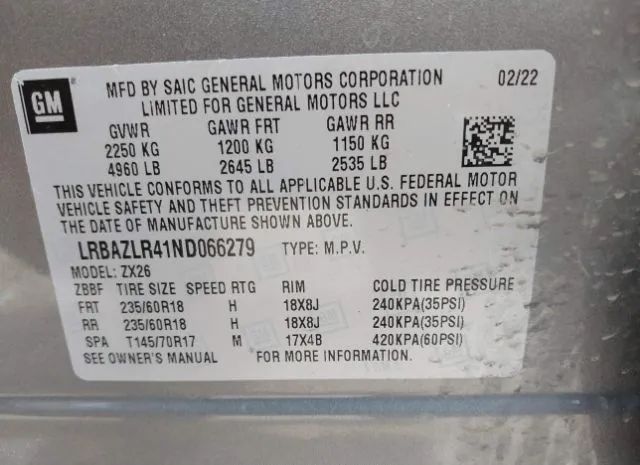 GM
MFD BY SAIC GENERAL MOTORS CORPORATION 02/22
LIMITED FOR GENERAL MOTORS LLC
GVWR GAWR FRT GAWR RR
2250 KG 1200 KG 1150 KG
4960 LB 2645 LB 2535 LB
THIS VEHICLE CONFORMS TO ALL APPLICABLE U.S. FEDERAL MOTOR
VEHICLE SAFETY AND THEFT PREVENTION STANDARDS IN EFFECT ON
THE DATE OF MANUFACTURE SHOWN ABOVE.
LRBAZLR41ND066279 TYPE: M.P.V.
MODEL: ZX26
ZBBF TIRE SIZE SPEED RTG RIM COLD TIRE PRESSURE
FRT 235/60R18 H 18X8J 240KPA(35PSI)
RR 235/60R18 H 18X8J 240KPA(35PSI)
SPA T145/70R17 M 17X4B 420KPA(60PSI)
SEE OWNER'S MANUAL FOR MORE INFORMATION.